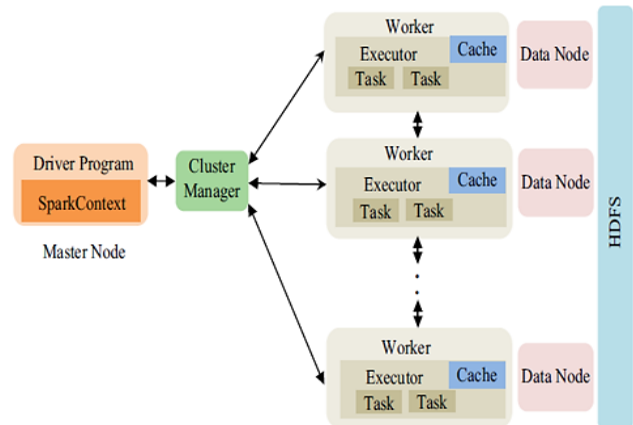 Driver Program
SparkContext
Master Node
Cluster
Manager
Worker
Executor
Cache
Task
Task
Data Node
Worker
Executor
Cache
Task
Task
Data Node
Worker
Executor
Cache
Task
Task
Data Node
HDFS